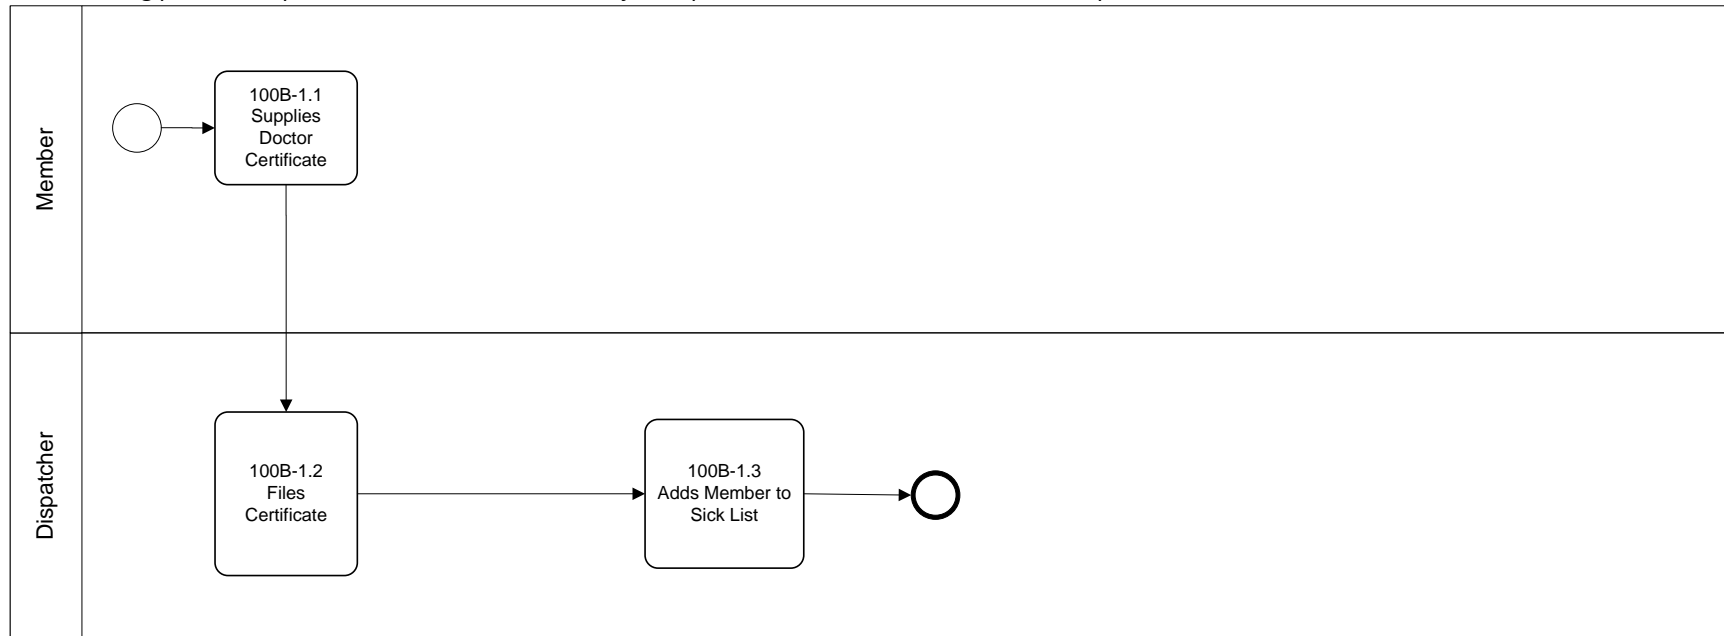 Member
100B-1.1
Supplies
Doctor
Certificate
Dispatcher
100B-1.2
Files
Certificate
100B-1.3
Adds Member to
Sick List